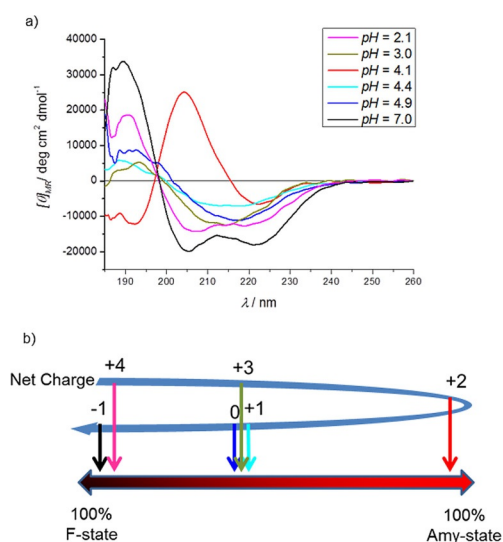 a)
40000
30000
20000
10000
0
-10000
-20000
[θ]MR / deg cm² dmol⁻¹
pH = 2.1
pH = 3.0
pH = 4.1
pH = 4.4
pH = 4.9
pH = 7.0
190 200 210 220 230 240 250 260
λ / nm
b)
+4 +3 +2
Net Charge
-1 0 +1
100% 100%
F-state Amy-state